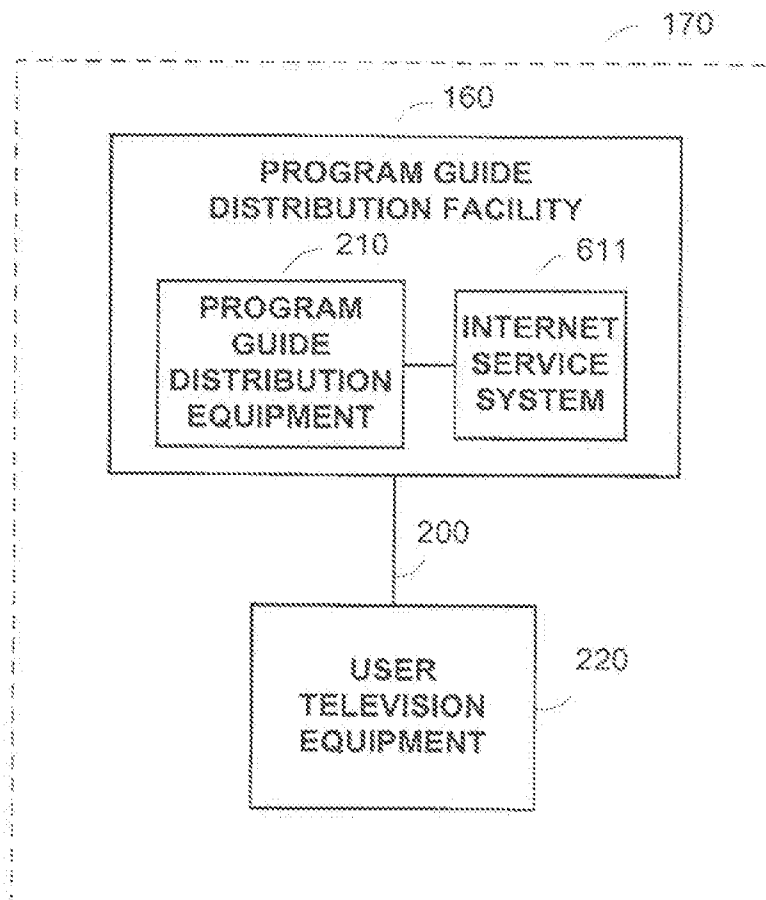 170
160
PROGRAM GUIDE
DISTRIBUTION FACILITY
210
611
PROGRAM
GUIDE
DISTRIBUTION
EQUIPMENT
INTERNET
SERVICE
SYSTEM
200
220
USER
TELEVISION
EQUIPMENT